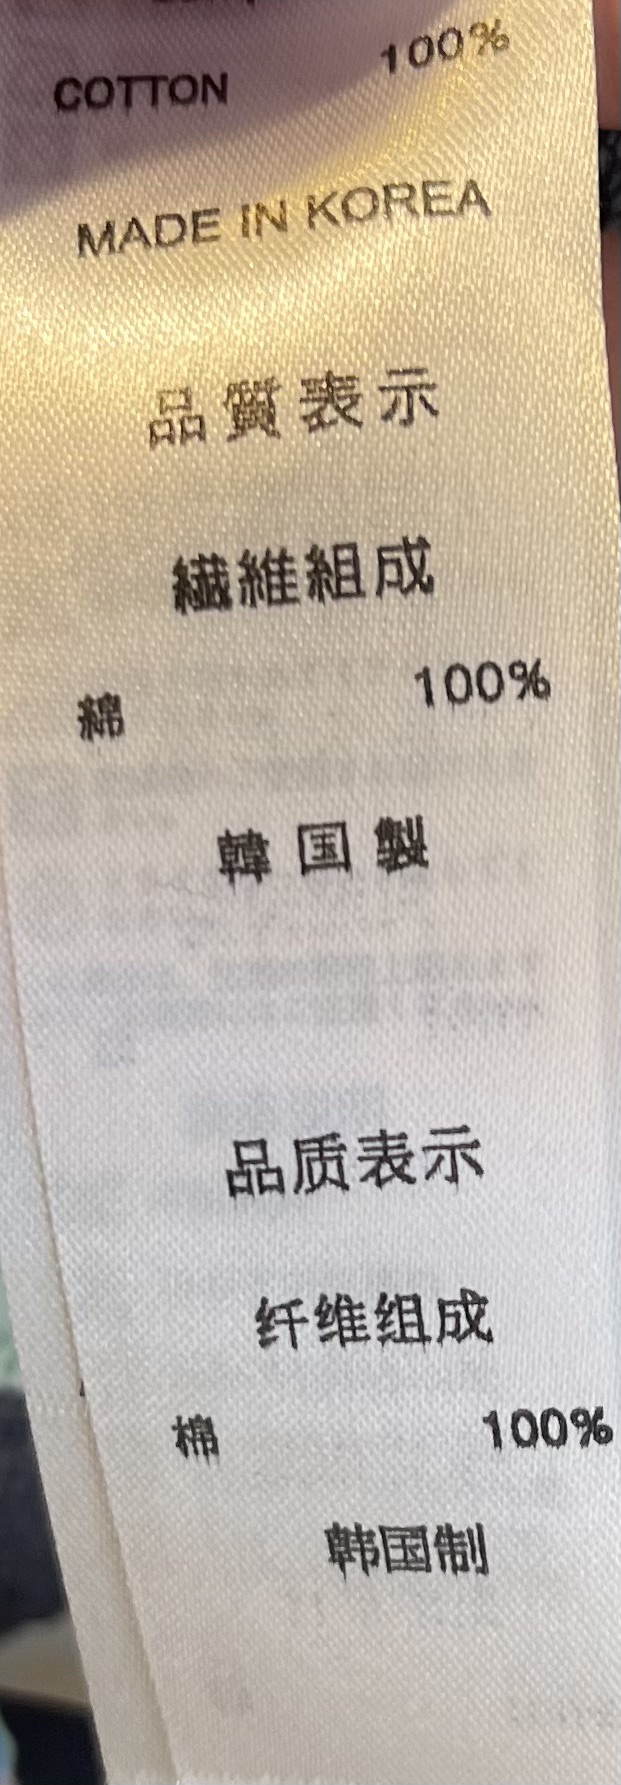 COTTON 100%
MADE IN KOREA
品質表示
繊維組成
綿 100%
韓国製
品质表示
纤维组成
棉 100%
韩国制